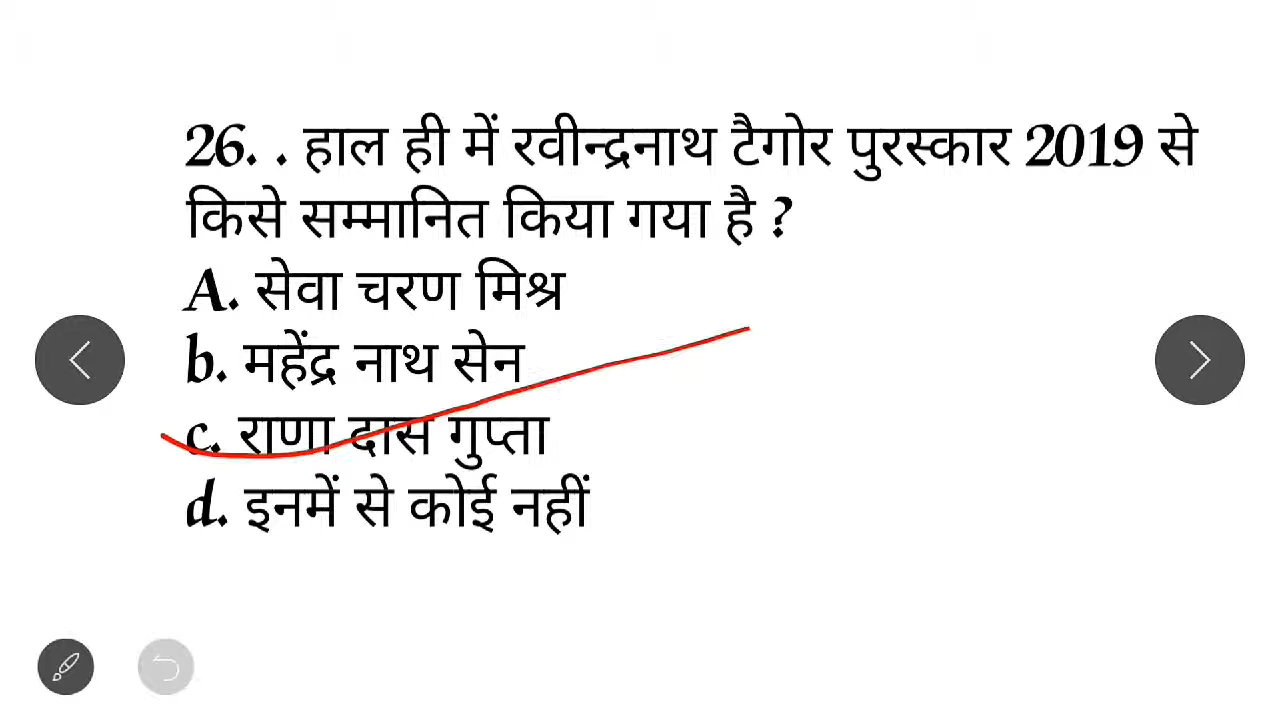 26. . हाल ही में रवीन्द्रनाथ टैगोर पुरस्कार 2019 से
किसे सम्मानित किया गया है ?
A. सेवा चरण मिश्र
b. महेंद्र नाथ सेन
c. राणा दास गुप्ता
d. इनमें से कोई नहीं